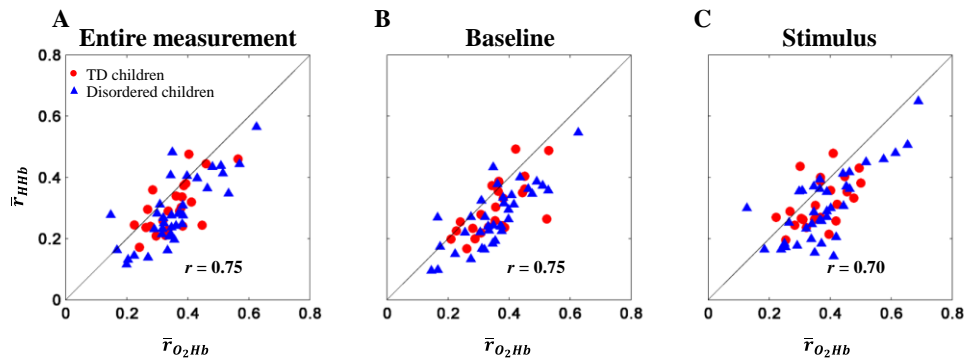 A B C
Entire measurement Baseline Stimulus
0.8
TD children
Disordered children
0.6
r̅HHb
0.4
0.2
r = 0.75 r = 0.75 r = 0.70
0
0 0.2 0.4 0.6 0.8 0 0.2 0.4 0.6 0.8 0 0.2 0.4 0.6 0.8
r̅O2Hb r̅O2Hb r̅O2Hb